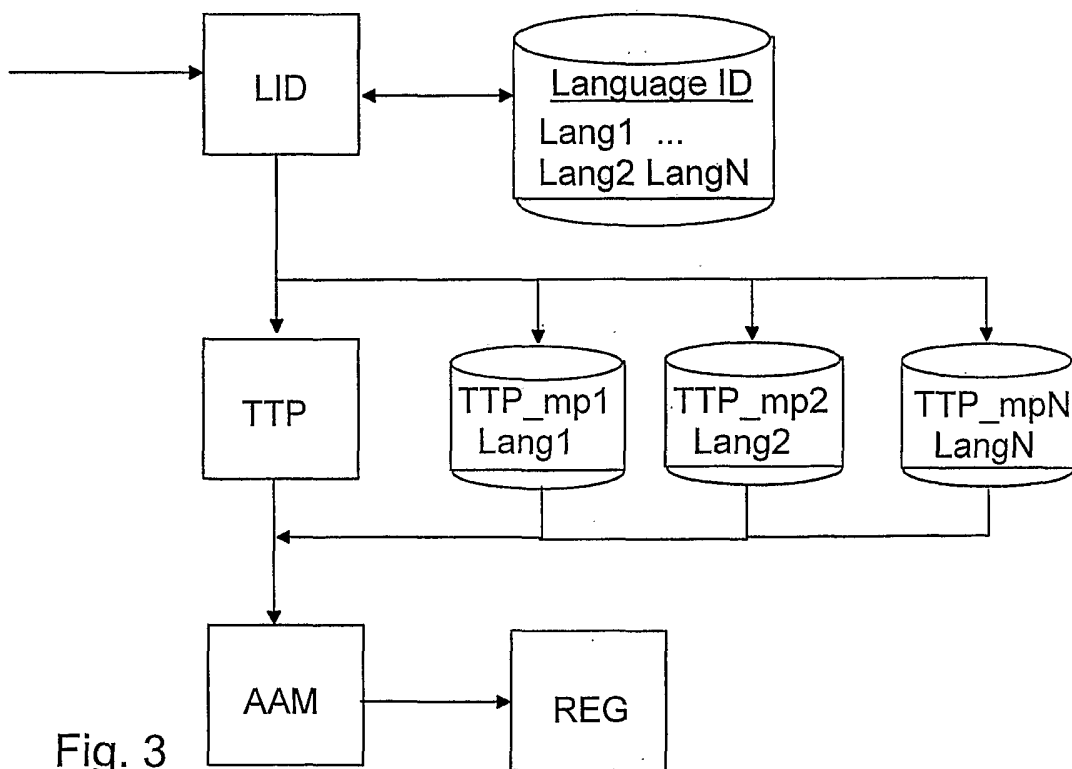 LID
Language ID
Lang1 ...
Lang2 LangN
TTP
TTP_mp1
Lang1
TTP_mp2
Lang2
TTP_mpN
LangN
AAM
REG
Fig. 3